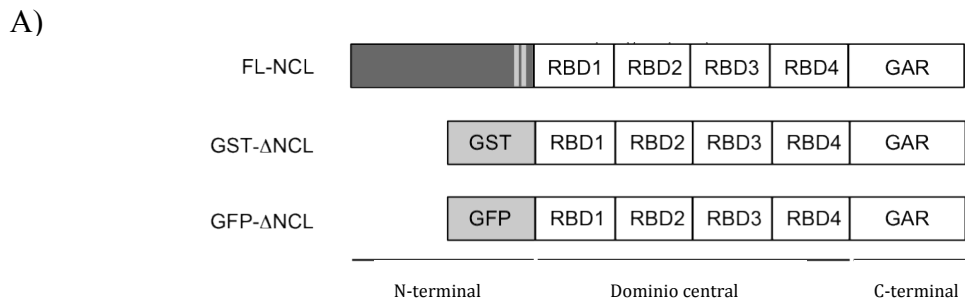 A)
FL-NCL RBD1 RBD2 RBD3 RBD4 GAR
GST-ΔNCL GST RBD1 RBD2 RBD3 RBD4 GAR
GFP-ΔNCL GFP RBD1 RBD2 RBD3 RBD4 GAR
N-terminal Dominio central C-terminal